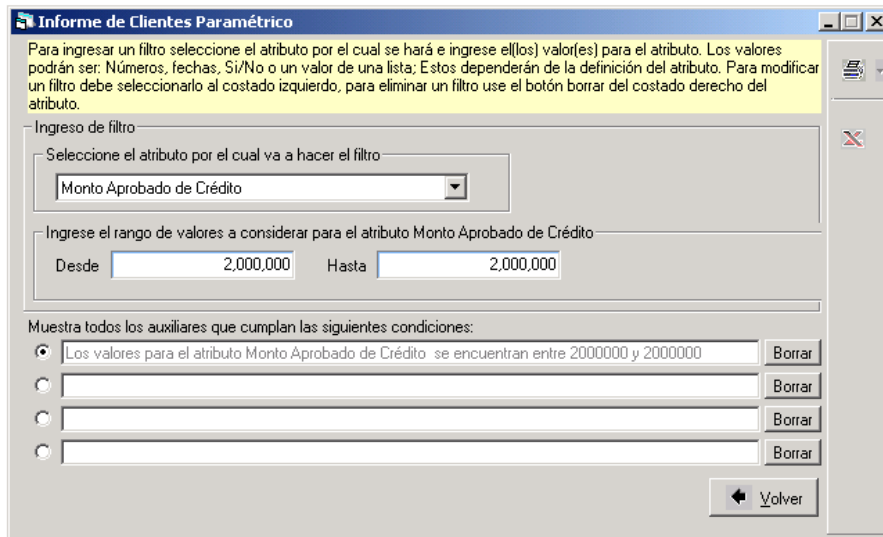 Informe de Clientes Paramétrico
Para ingresar un filtro seleccione el atributo por el cual se hará e ingrese el(los) valor(es) para el atributo. Los valores
podrán ser: Números, fechas, Si/No o un valor de una lista; Estos dependerán de la definición del atributo. Para modificar
un filtro debe seleccionarlo al costado izquierdo, para eliminar un filtro use el botón borrar del costado derecho del
atributo.
Ingreso de filtro
Seleccione el atributo por el cual va a hacer el filtro
Monto Aprobado de Crédito
Ingrese el rango de valores a considerar para el atributo Monto Aprobado de Crédito
Desde 2,000,000 Hasta 2,000,000
Muestra todos los auxiliares que cumplan las siguientes condiciones:
Los valores para el atributo Monto Aprobado de Crédito se encuentran entre 2000000 y 2000000 Borrar
Borrar
Borrar
Borrar
Volver